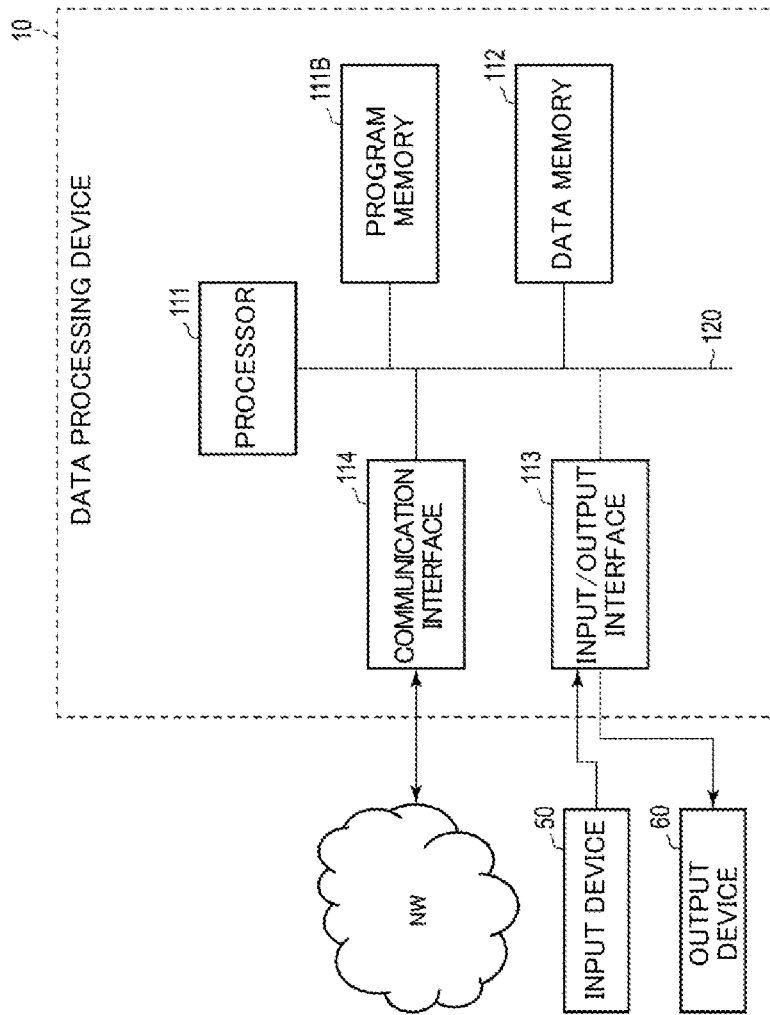 10
DATA PROCESSING DEVICE
111
PROCESSOR
111B
PROGRAM
MEMORY
114
COMMUNICATION
INTERFACE
112
DATA MEMORY
113
INPUT/OUTPUT
INTERFACE
120
NW
50
INPUT DEVICE
60
OUTPUT
DEVICE